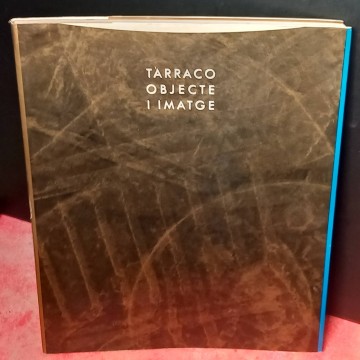 TARRACO
OBJECTE
I IMATGE